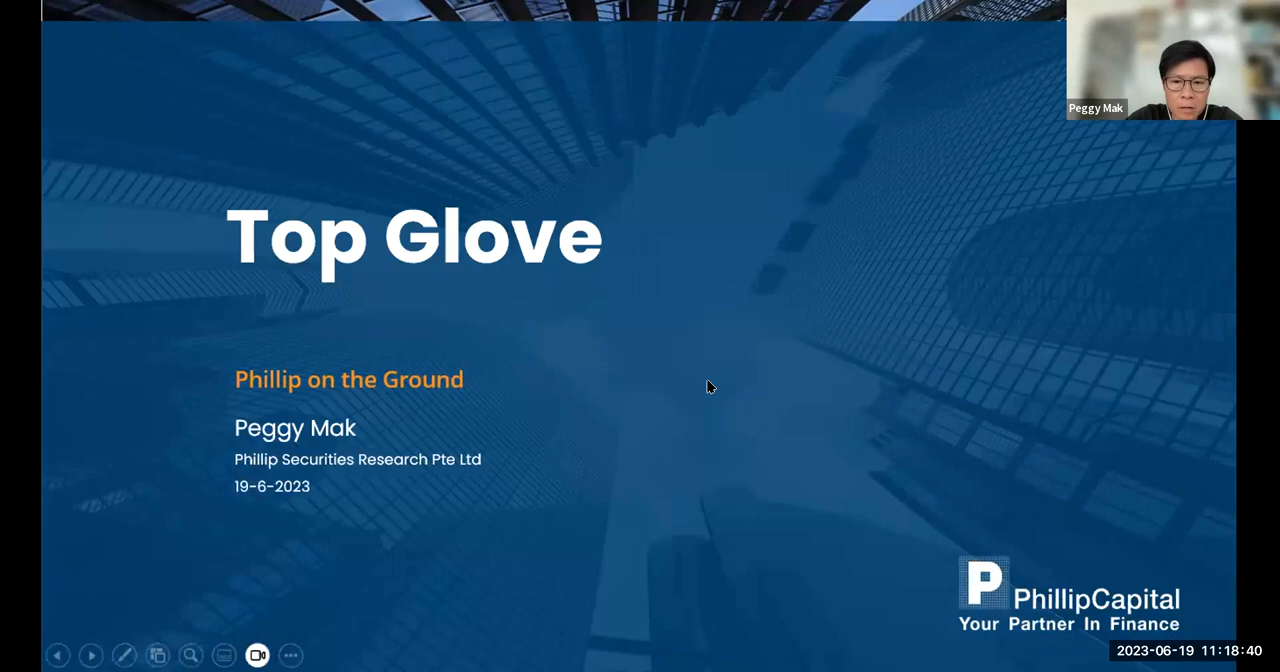 Peggy Mak
Top Glove
Phillip on the Ground
Peggy Mak
Phillip Securities Research Pte Ltd
19-6-2023
P PhillipCapital
Your Partner In Finance
2023-06-19 11:18:40